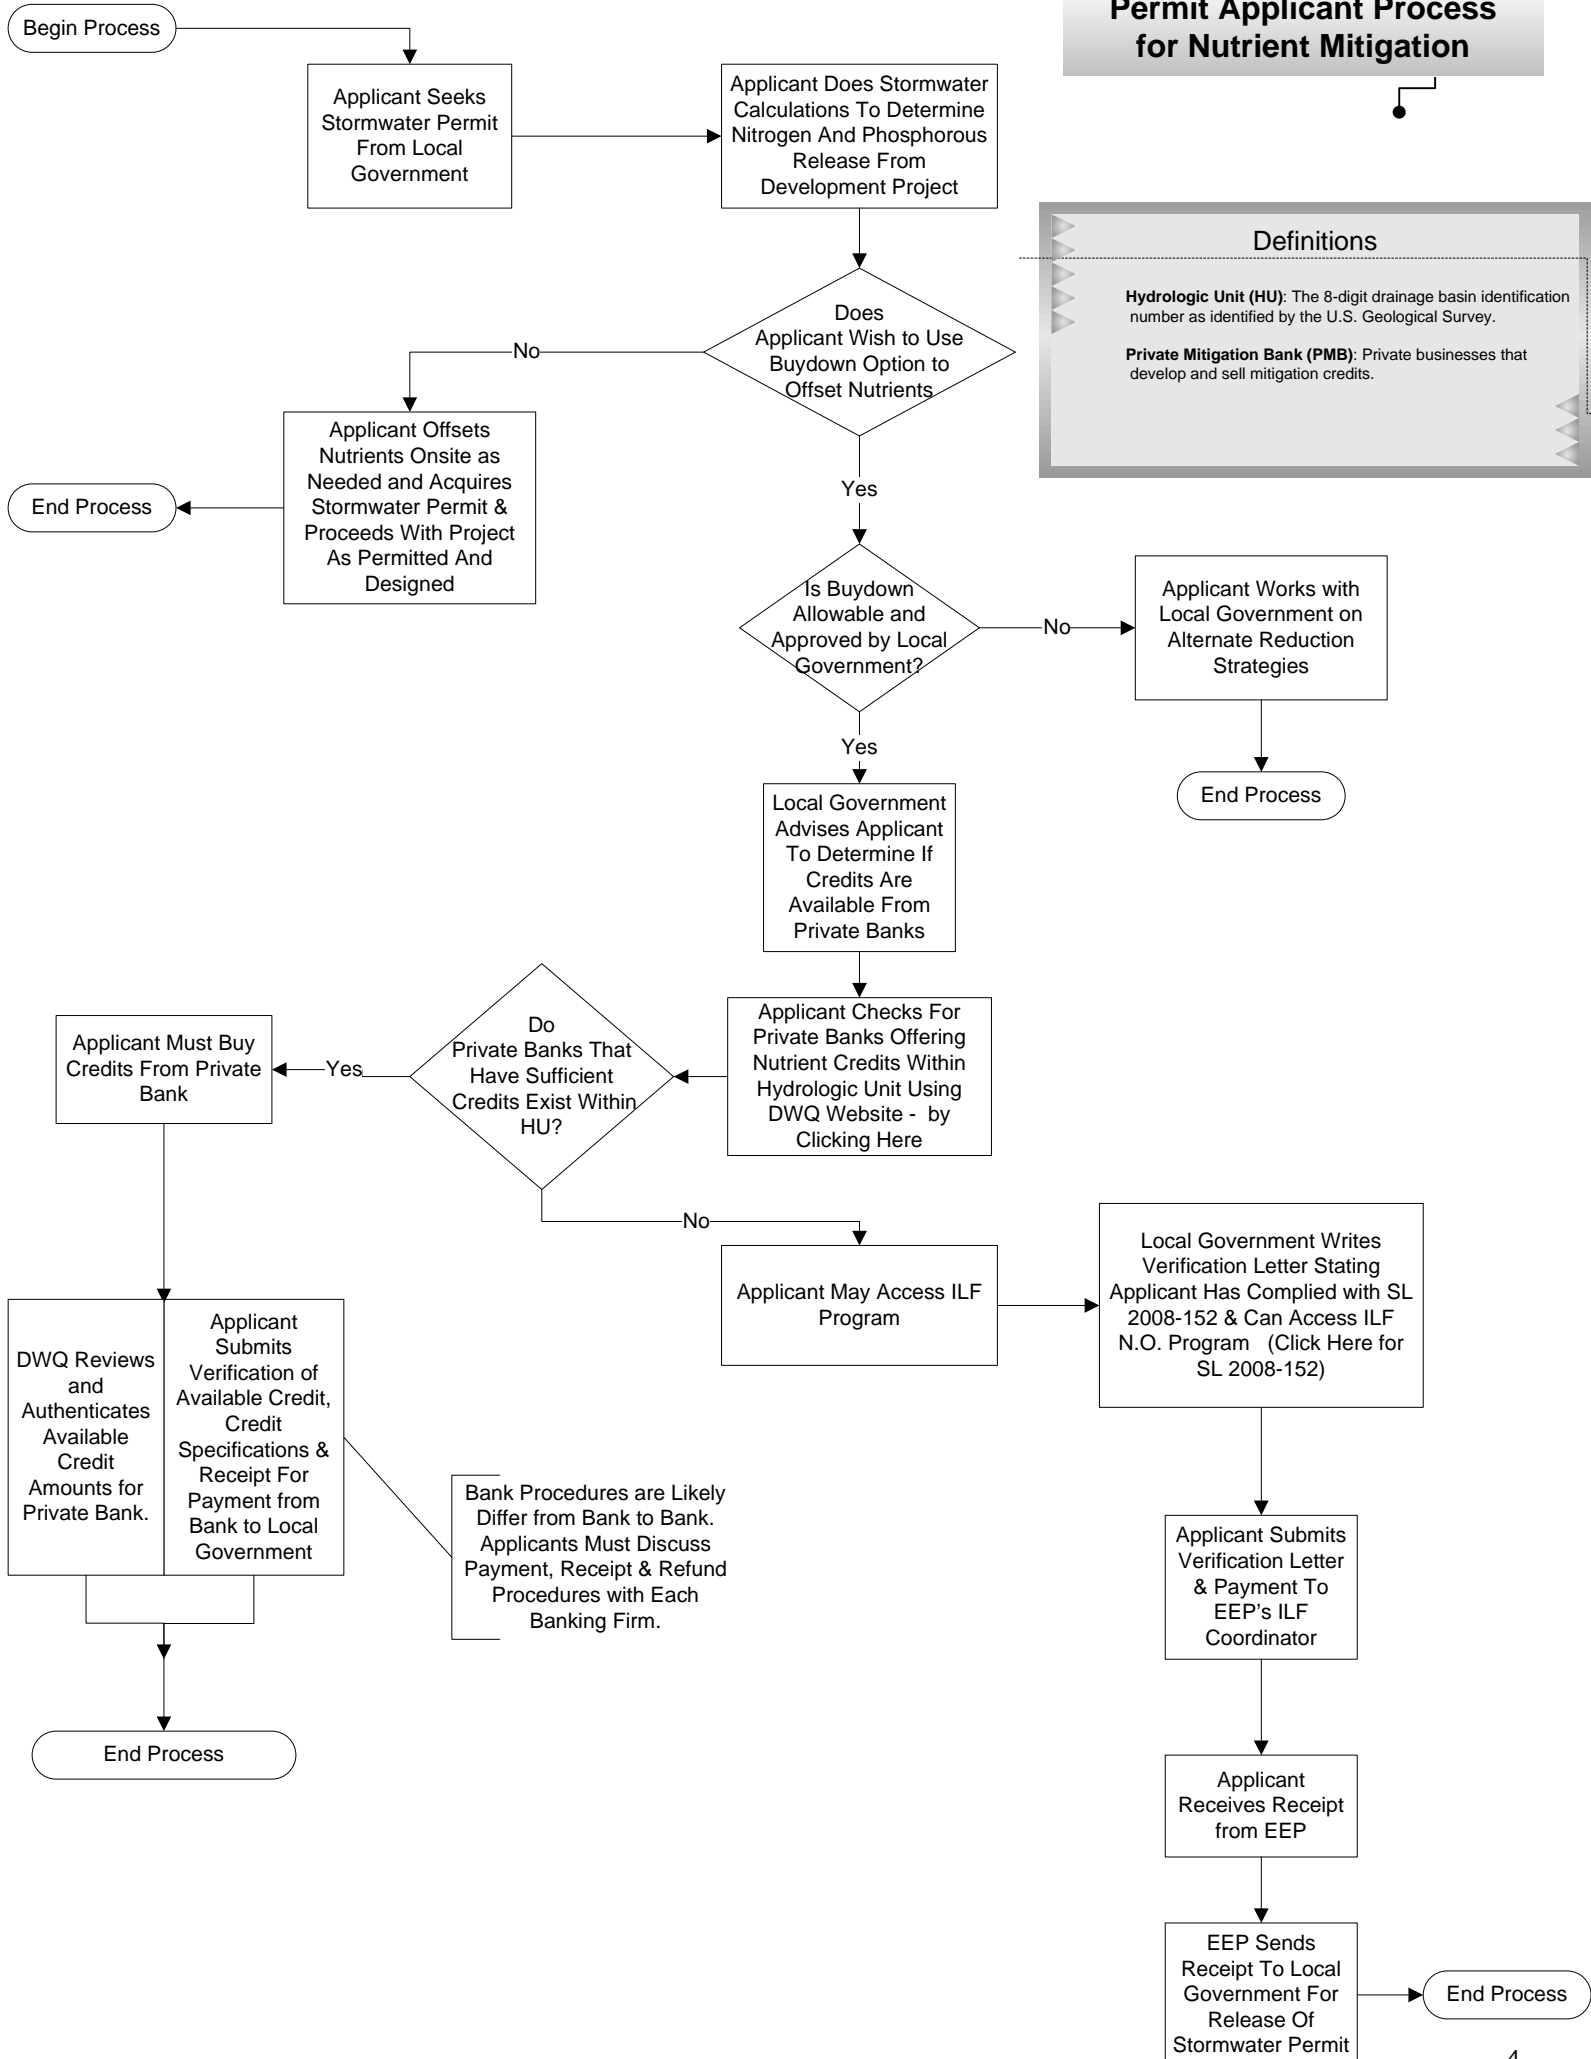 Permit Applicant Process
for Nutrient Mitigation
Begin Process
Applicant Seeks
Stormwater Permit
From Local
Government
Applicant Does Stormwater
Calculations To Determine
Nitrogen And Phosphorous
Release From
Development Project
Definitions
Hydrologic Unit (HU): The 8-digit drainage basin identification
number as identified by the U.S. Geological Survey.
Private Mitigation Bank (PMB): Private businesses that
develop and sell mitigation credits.
Does
Applicant Wish to Use
Buydown Option to
Offset Nutrients
No
Applicant Offsets
Nutrients Onsite as
Needed and Acquires
Stormwater Permit &
Proceeds With Project
As Permitted And
Designed
End Process
Yes
Is Buydown
Allowable and
Approved by Local
Government?
No
Applicant Works with
Local Government on
Alternate Reduction
Strategies
End Process
Yes
Local Government
Advises Applicant
To Determine If
Credits Are
Available From
Private Banks
Applicant Checks For
Private Banks Offering
Nutrient Credits Within
Hydrologic Unit Using
DWQ Website -  by
Clicking Here
Do
Private Banks That
Have Sufficient
Credits Exist Within
HU?
Yes
Applicant Must Buy
Credits From Private
Bank
No
Applicant May Access ILF
Program
Local Government Writes
Verification Letter Stating
Applicant Has Complied with SL
2008-152 & Can Access ILF
N.O. Program   (Click Here for
SL 2008-152)
DWQ Reviews
and
Authenticates
Available
Credit
Amounts for
Private Bank.
Applicant
Submits
Verification of
Available Credit,
Credit
Specifications &
Receipt For
Payment from
Bank to Local
Government
Bank Procedures are Likely
Differ from Bank to Bank.
Applicants Must Discuss
Payment, Receipt & Refund
Procedures with Each
Banking Firm.
End Process
Applicant Submits
Verification Letter
& Payment To
EEP's ILF
Coordinator
Applicant
Receives Receipt
from EEP
EEP Sends
Receipt To Local
Government For
Release Of
Stormwater Permit
End Process
4